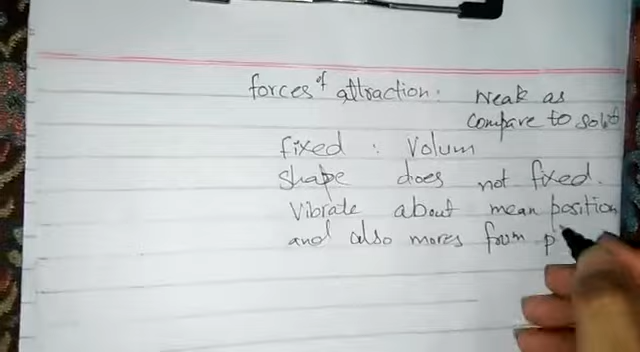 forces of attraction: weak as
compare to solid
fixed : Volum
shape does not fixed.
vibrate about mean position
and also moves from p